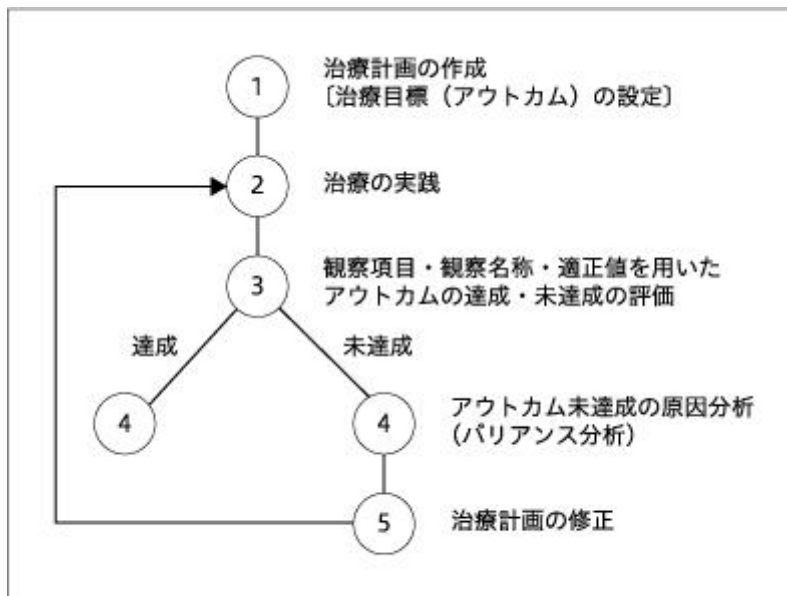 1
治療計画の作成
〔治療目標（アウトカム）の設定〕
2
治療の実践
3
観察項目・観察名称・適正値を用いた
アウトカムの達成・未達成の評価
達成
未達成
4
4
アウトカム未達成の原因分析
(バリアンス分析)
5
治療計画の修正